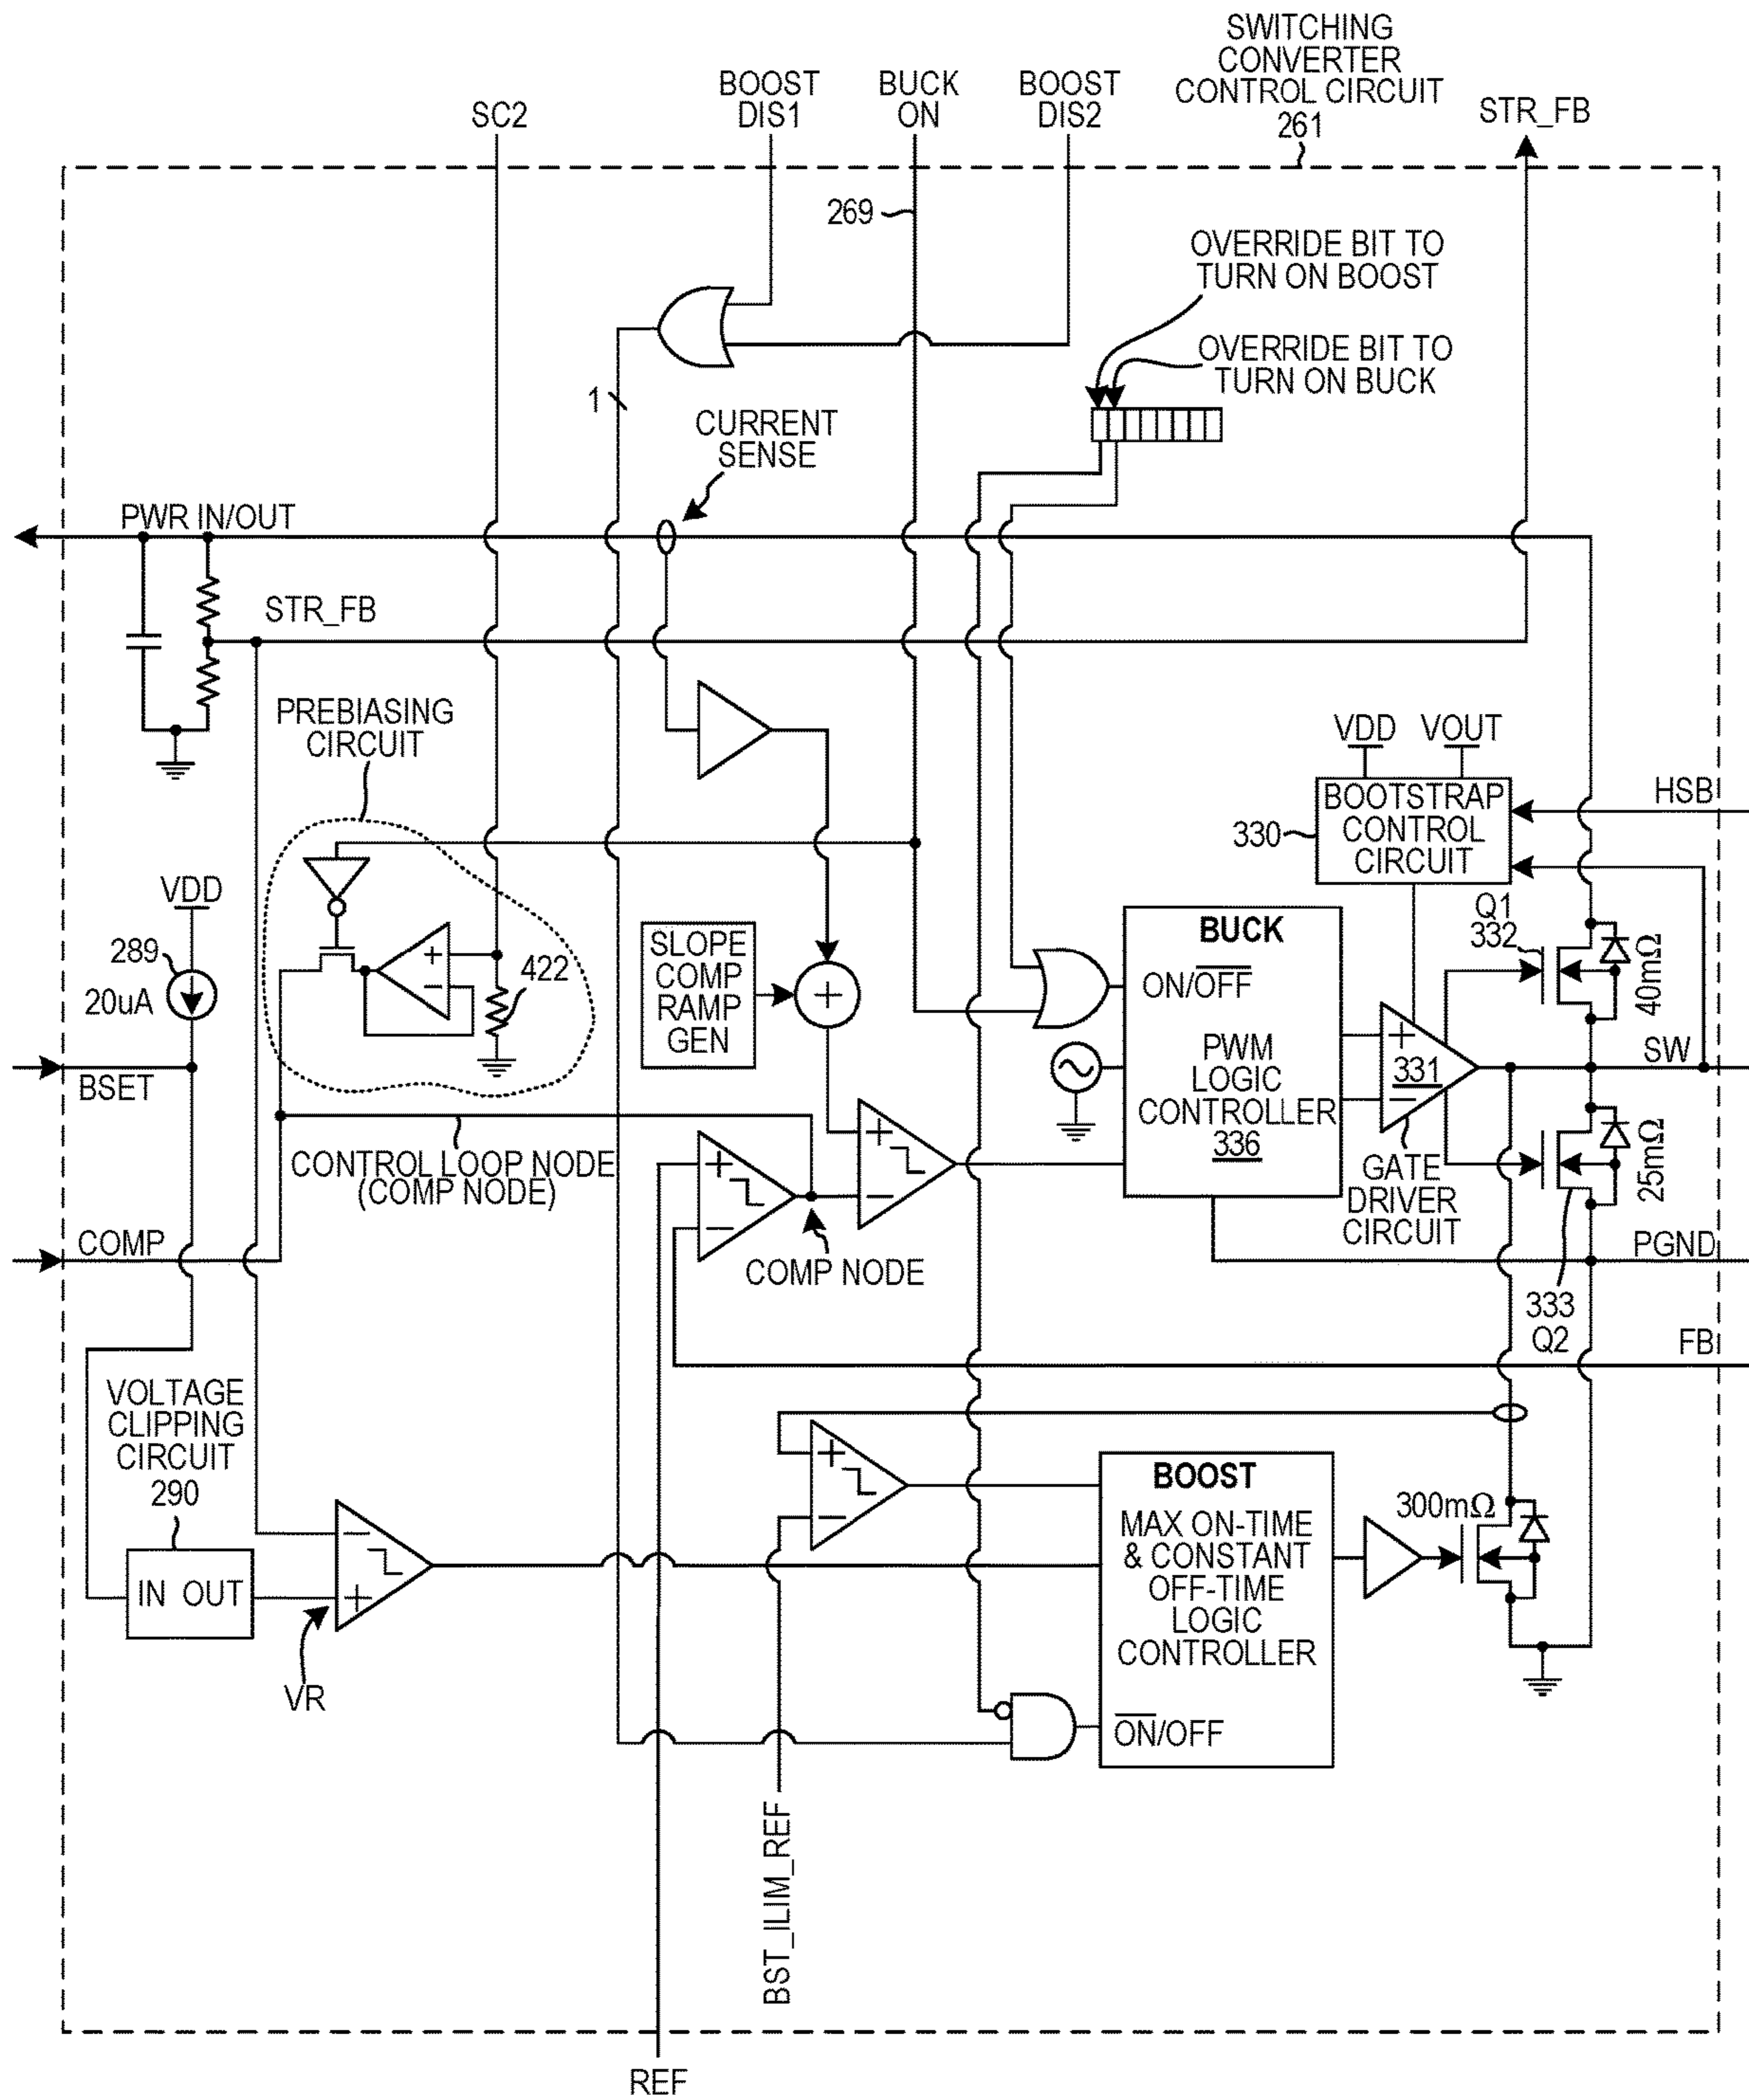 SWITCHING
CONVERTER
CONTROL CIRCUIT
261
SC2
BOOST
DIS1
BUCK
ON
BOOST
DIS2
STR_FB
269
OVERRIDE BIT TO
TURN ON BOOST
OVERRIDE BIT TO
TURN ON BUCK
1
CURRENT
SENSE
PWR IN/OUT
STR_FB
PREBIASING
CIRCUIT
VDD
VOUT
BOOTSTRAP
CONTROL
CIRCUIT
330
HSB
VDD
289
20uA
+
−
422
SLOPE
COMP
RAMP
GEN
+
BUCK
ON/OFF
PWM
LOGIC
CONTROLLER
336
Q1
332
40mΩ
+
331
−
SW
BSET
CONTROL LOOP NODE
(COMP NODE)
+
−
+
−
GATE
DRIVER
CIRCUIT
25mΩ
COMP
COMP NODE
PGND
333
Q2
FB
VOLTAGE
CLIPPING
CIRCUIT
290
IN OUT
−
+
VR
+
−
BOOST
MAX ON-TIME
& CONSTANT
OFF-TIME
LOGIC
CONTROLLER
ON/OFF
300mΩ
BST_ILIM_REF
REF